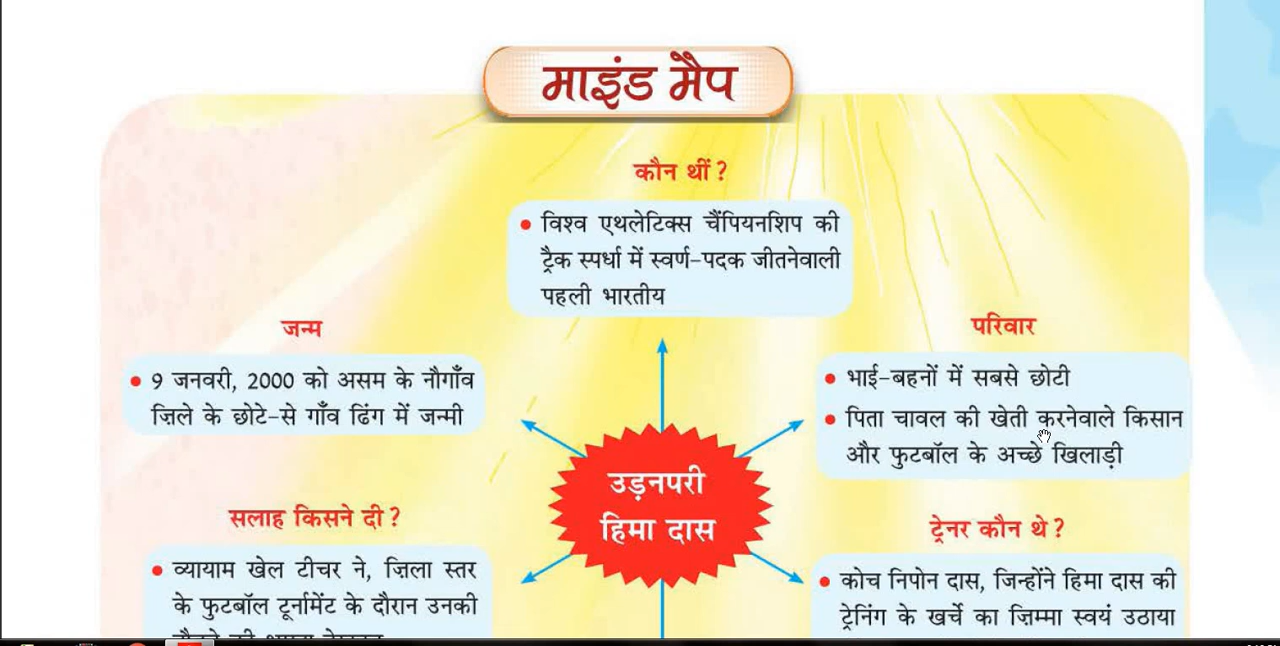 माइंड मैप
कौन थीं ?
• विश्व एथलेटिक्स चैंपियनशिप की
ट्रैक स्पर्धा में स्वर्ण-पदक जीतनेवाली
पहली भारतीय
जन्म
• 9 जनवरी, 2000 को असम के नौगाँव
ज़िले के छोटे-से गाँव ढिंग में जन्मी
परिवार
• भाई-बहनों में सबसे छोटी
• पिता चावल की खेती करनेवाले किसान
और फुटबॉल के अच्छे खिलाड़ी
उड़नपरी
हिमा दास
सलाह किसने दी ?
• व्यायाम खेल टीचर ने, ज़िला स्तर
के फुटबॉल टूर्नामेंट के दौरान उनकी
ट्रेनर कौन थे ?
• कोच निपोन दास, जिन्होंने हिमा दास की
ट्रेनिंग के खर्चे का ज़िम्मा स्वयं उठाया